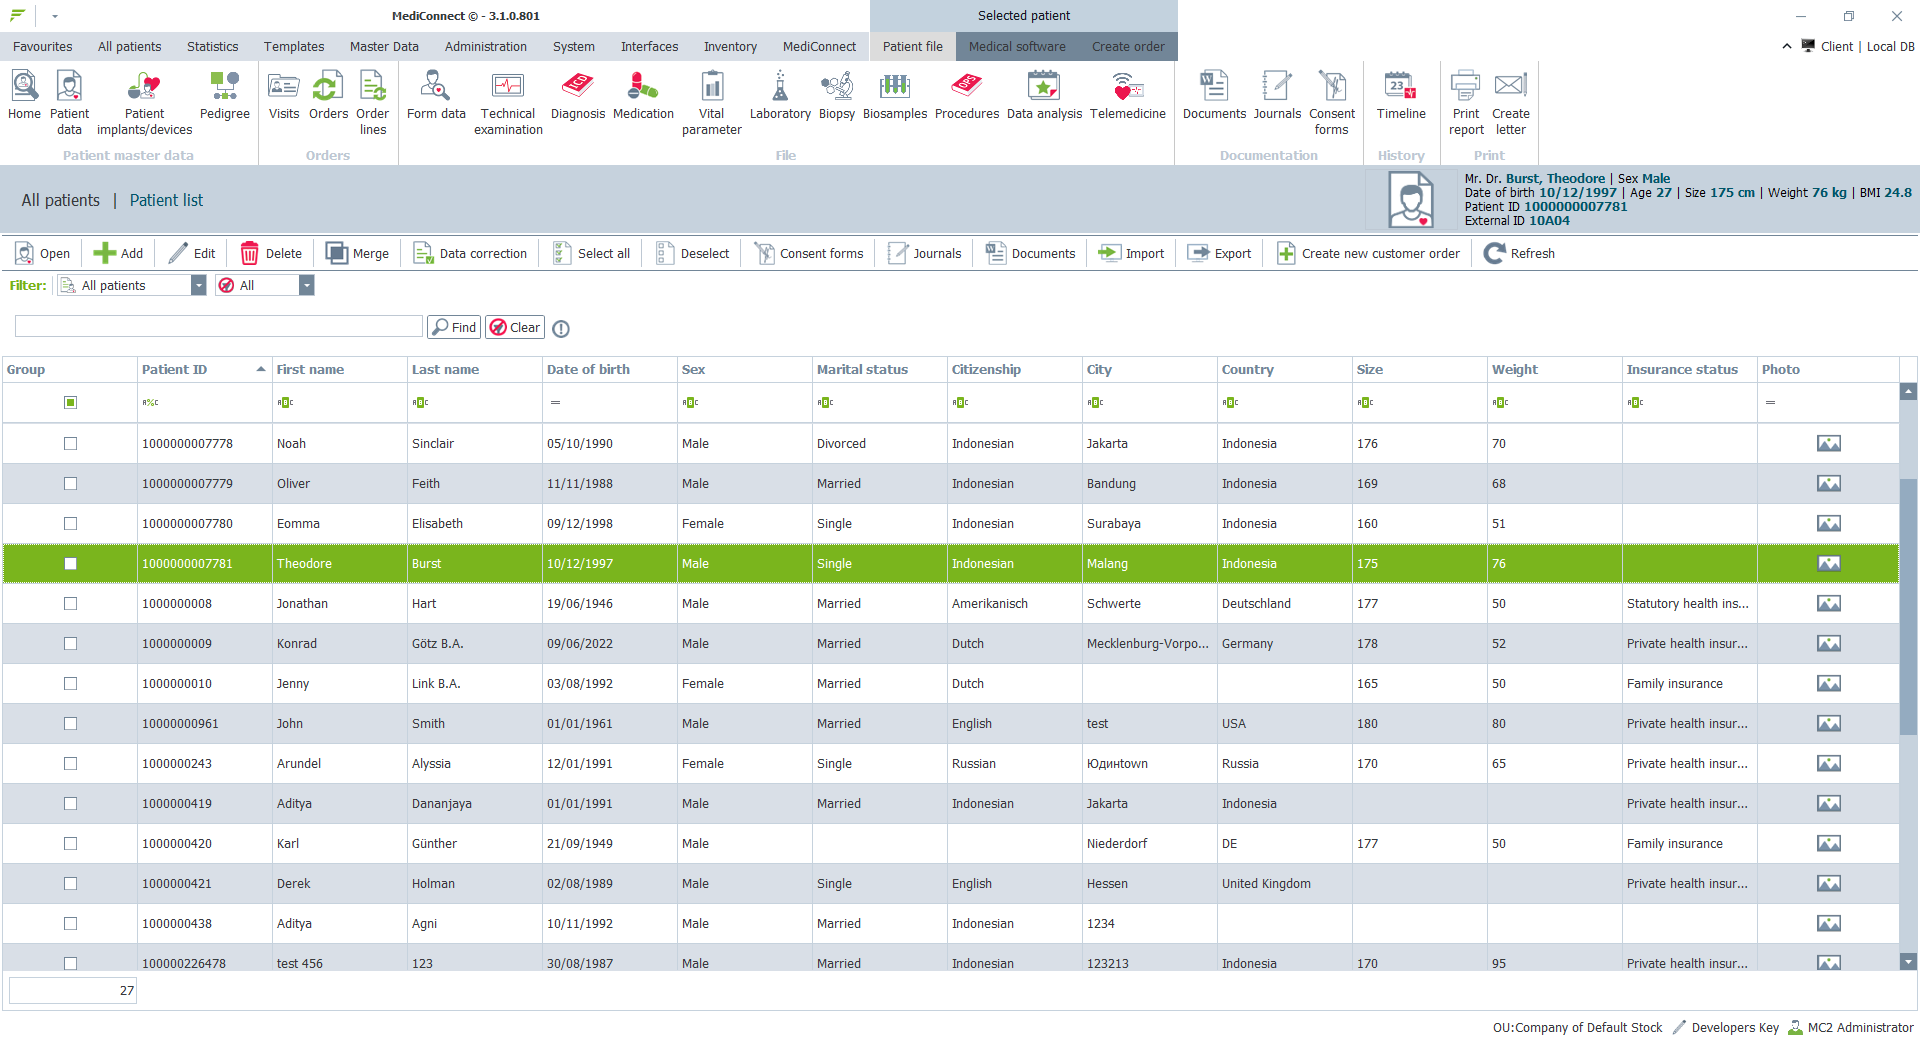 MediConnect © - 3.1.0.801
Selected patient
Favourites All patients Statistics Templates Master Data Administration System Interfaces Inventory MediConnect Patient file Medical software Create order Client | Local DB
Home Patient data Patient implants/devices Pedigree Visits Orders Order lines Form data Technical examination Diagnosis Medication Vital parameter Laboratory Biopsy Biosamples Procedures Data analysis Telemedicine Documents Journals Consent forms Timeline Print report Create letter
Patient master data Orders File Documentation History Print
All patients | Patient list
Mr. Dr. Burst, Theodore | Sex Male
Date of birth 10/12/1997 | Age 27 | Size 175 cm | Weight 76 kg | BMI 24.8
Patient ID 1000000007781
External ID 10A04
Open Add Edit Delete Merge Data correction Select all Deselect Consent forms Journals Documents Import Export Create new customer order Refresh
Filter: All patients All
Find Clear
Group Patient ID First name Last name Date of birth Sex Marital status Citizenship City Country Size Weight Insurance status Photo
1000000007778 Noah Sinclair 05/10/1990 Male Divorced Indonesian Jakarta Indonesia 176 70
1000000007779 Oliver Feith 11/11/1988 Male Married Indonesian Bandung Indonesia 169 68
1000000007780 Eomma Elisabeth 09/12/1998 Female Single Indonesian Surabaya Indonesia 160 51
1000000007781 Theodore Burst 10/12/1997 Male Single Indonesian Malang Indonesia 175 76
1000000008 Jonathan Hart 19/06/1946 Male Married Amerikanisch Schwerte Deutschland 177 50 Statutory health ins...
1000000009 Konrad Götz B.A. 09/06/2022 Male Married Dutch Mecklenburg-Vorpo... Germany 178 52 Private health insur...
1000000010 Jenny Link B.A. 03/08/1992 Female Married Dutch 165 50 Family insurance
10000000961 John Smith 01/01/1961 Male Married English test USA 180 80 Private health insur...
1000000243 Arundel Alyssia 12/01/1991 Female Single Russian Юдинтown Russia 170 65 Private health insur...
1000000419 Aditya Dananjaya 01/01/1991 Male Married Indonesian Jakarta Indonesia Private health insur...
1000000420 Karl Günther 21/09/1949 Male Niederdorf DE 177 50 Family insurance
1000000421 Derek Holman 02/08/1989 Male Single English Hessen United Kingdom Private health insur...
1000000438 Aditya Agni 10/11/1992 Male Married Indonesian 1234
100000226478 test 456 123 30/08/1987 Male Married Indonesian 123213 Indonesia 170 95 Private health insur...
27
OU:Company of Default Stock Developers Key MC2 Administrator